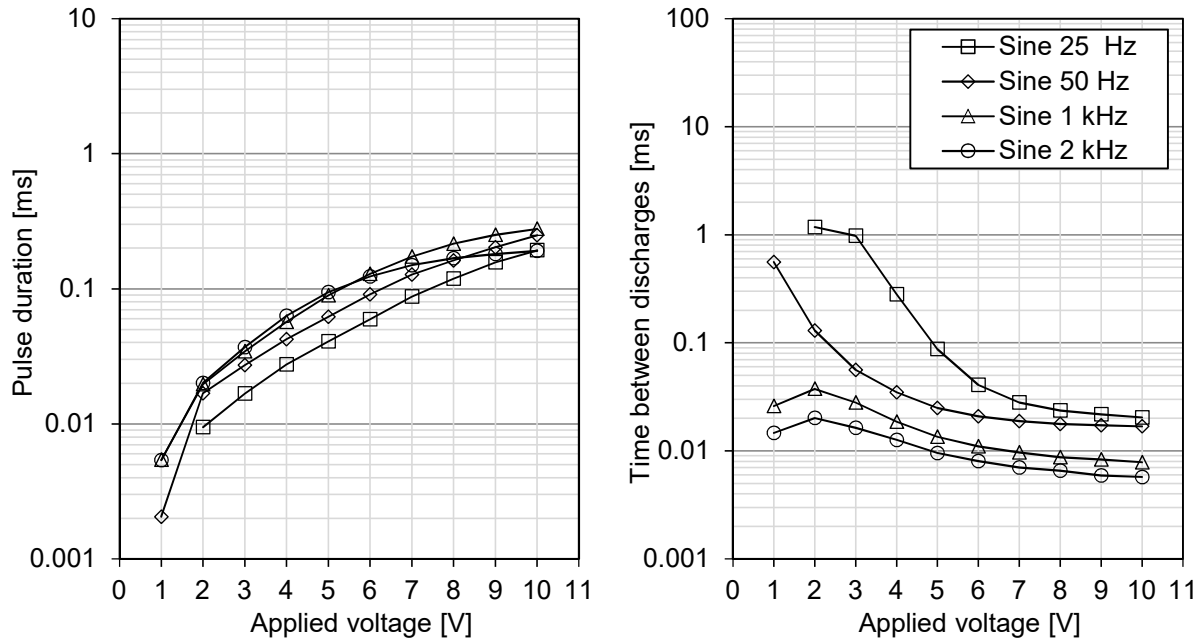 10
1
0.1
0.01
0.001
Pulse duration [ms]
0 1 2 3 4 5 6 7 8 9 10 11
Applied voltage [V]
100
10
1
0.1
0.01
0.001
Time between discharges [ms]
0 1 2 3 4 5 6 7 8 9 10 11
Applied voltage [V]
Sine 25 Hz
Sine 50 Hz
Sine 1 kHz
Sine 2 kHz